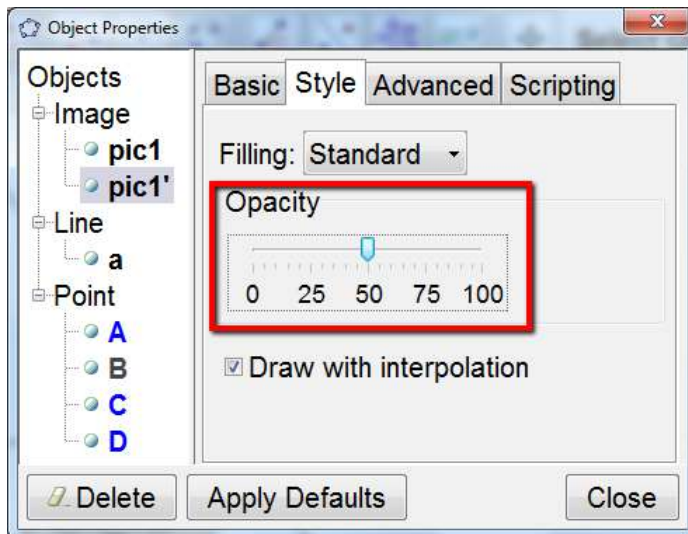 Object Properties
Objects
Image
pic1
pic1'
Line
a
Point
A
B
C
D
Basic Style Advanced Scripting
Filling: Standard
Opacity
0 25 50 75 100
Draw with interpolation
Delete Apply Defaults Close